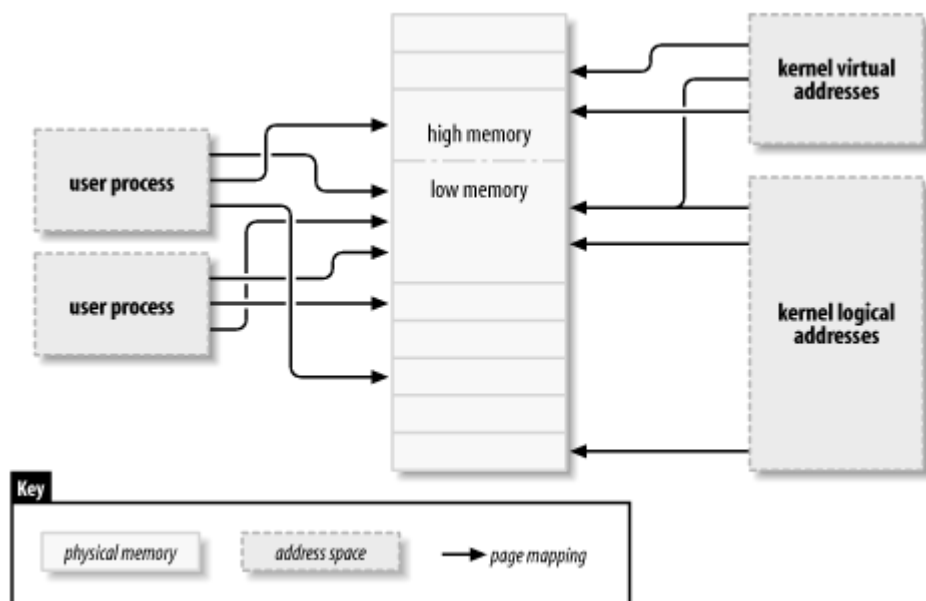 high memory
low memory
user process
user process
kernel virtual
addresses
kernel logical
addresses
Key
physical memory
address space
page mapping